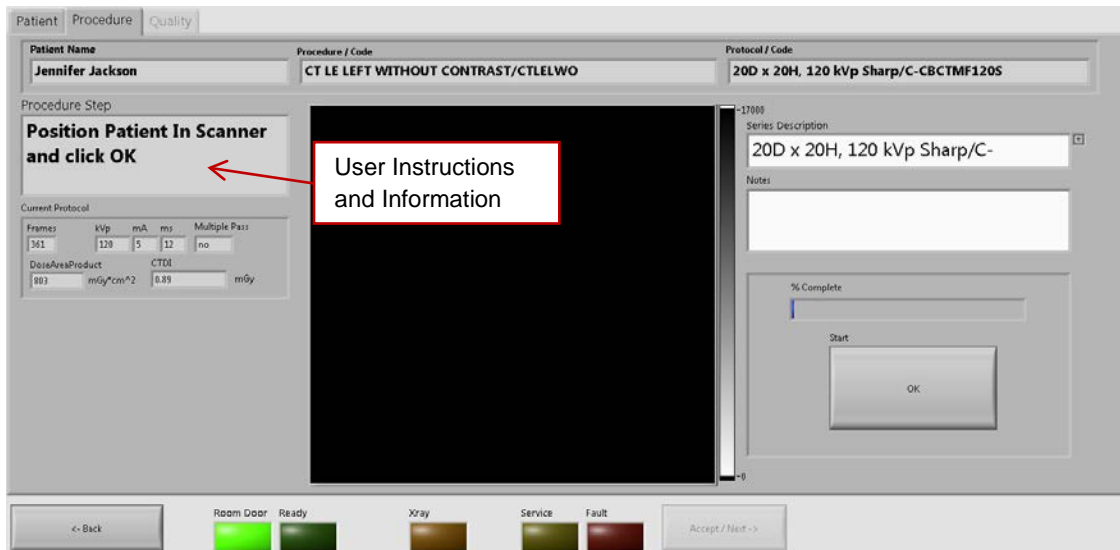 Patient Procedure Quality
Patient Name
Jennifer Jackson
Procedure / Code
CT LE LEFT WITHOUT CONTRAST/CTLELWO
Protocol / Code
20D x 20H, 120 kVp Sharp/C-CBCTMF120S
Procedure Step
Position Patient In Scanner
and click OK
User Instructions
and Information
Current Protocol
Frames kVp mA ms Multiple Pass
361 120 5 12 no
DoseAreaProduct CTDI
803 mGy*cm^2 0.89 mGy
-17000
-0
Series Description
20D x 20H, 120 kVp Sharp/C-
+
Notes
% Complete
Start
OK
<- Back
Room Door Ready Xray Service Fault
Accept / Next ->